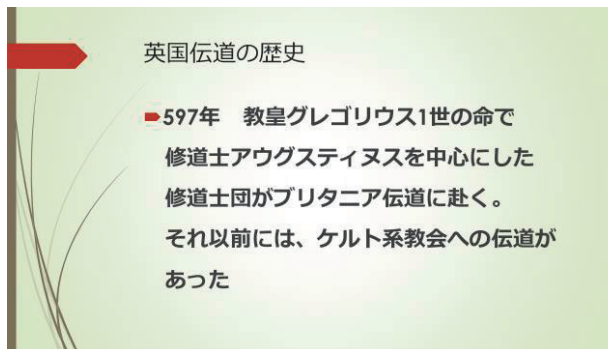 英国伝道の歴史
597年　教皇グレゴリウス1世の命で
修道士アウグスティヌスを中心にした
修道士団がブリタニア伝道に赴く。
それ以前には、ケルト系教会への伝道が
あった